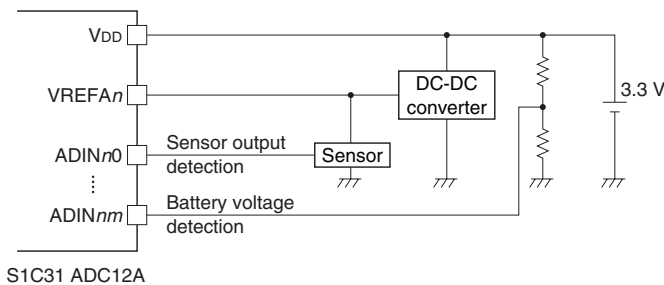 VDD
VREFAn
DC-DC
converter
3.3 V
ADINn0
Sensor output
detection
Sensor
ADINnm
Battery voltage
detection
S1C31 ADC12A